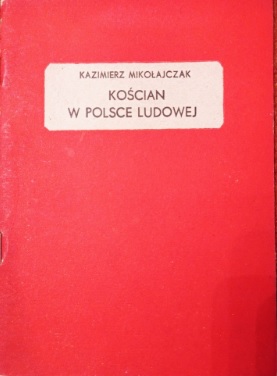 KAZIMIERZ MIKOŁAJCZAK
KOŚCIAN
W POLSCE LUDOWEJ